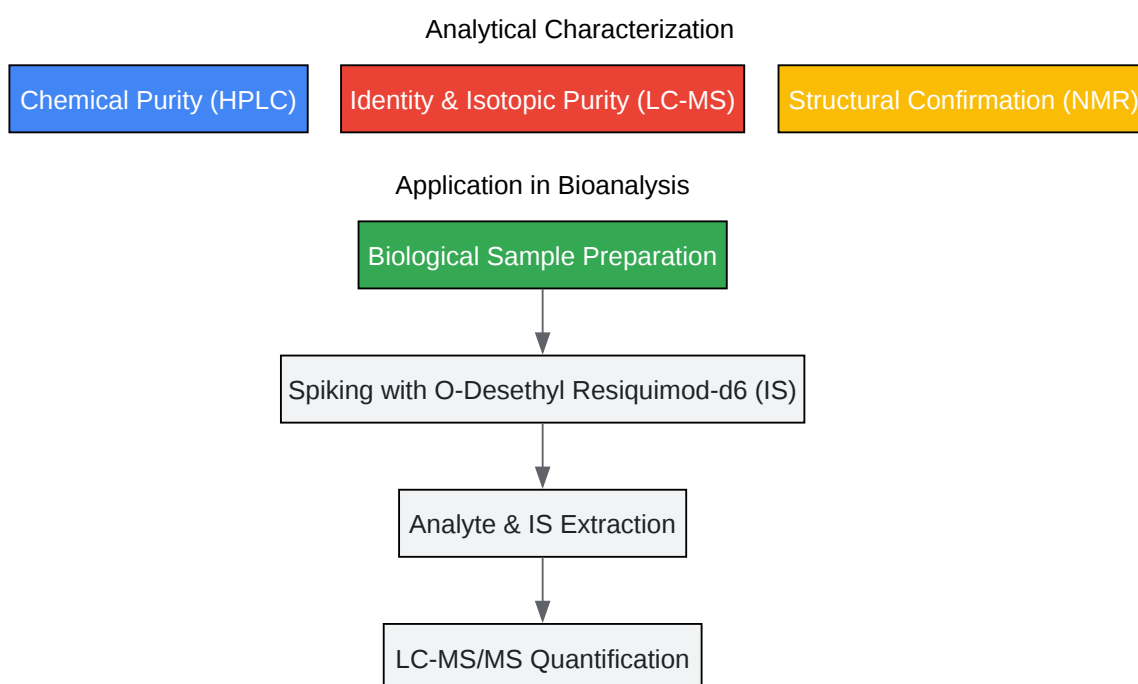 Analytical Characterization
Chemical Purity (HPLC)
Identity & Isotopic Purity (LC-MS)
Structural Confirmation (NMR)
Application in Bioanalysis
Biological Sample Preparation
Spiking with O-Desethyl Resiquimod-d6 (IS)
Analyte & IS Extraction
LC-MS/MS Quantification